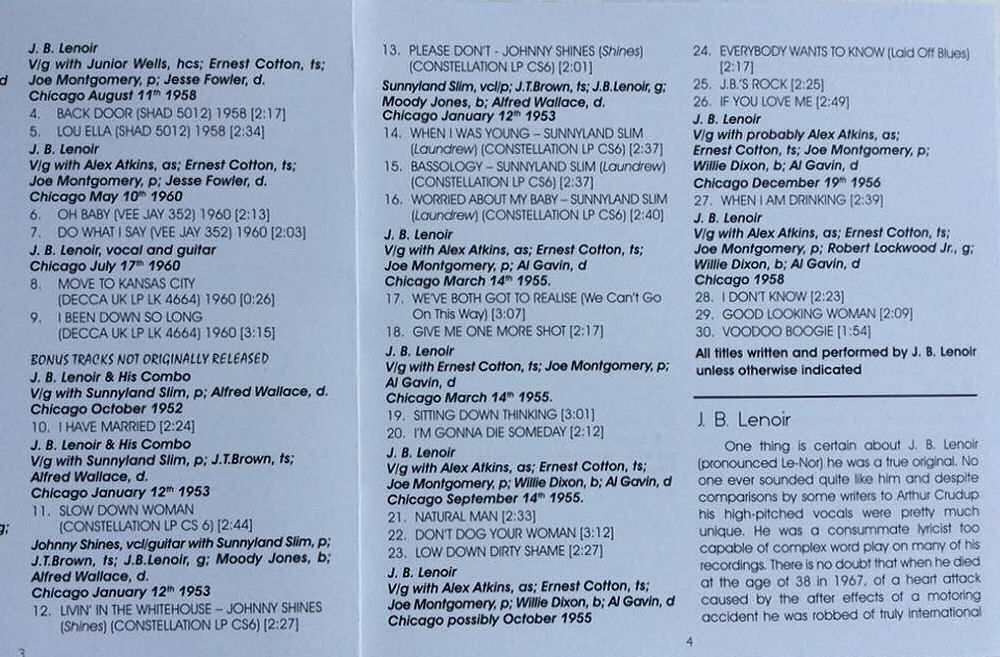 d
J. B. Lenoir
V/g with Junior Wells, hcs; Ernest Cotton, ts;
Joe Montgomery, p; Jesse Fowler, d.
Chicago August 11th 1958
4. BACK DOOR (SHAD 5012) 1958 [2:17]
5. LOU ELLA (SHAD 5012) 1958 [2:34]
J. B. Lenoir
V/g with Alex Atkins, as; Ernest Cotton, ts;
Joe Montgomery, p; Jesse Fowler, d.
Chicago May 10th 1960
6. OH BABY (VEE JAY 352) 1960 [2:13]
7. DO WHAT I SAY (VEE JAY 352) 1960 [2:03]
J. B. Lenoir, vocal and guitar
Chicago July 17th 1960
8. MOVE TO KANSAS CITY
(DECCA UK LP LK 4664) 1960 [0:26]
9. I BEEN DOWN SO LONG
(DECCA UK LP LK 4664) 1960 [3:15]
BONUS TRACKS NOT ORIGINALLY RELEASED
J. B. Lenoir & His Combo
V/g with Sunnyland Slim, p; Alfred Wallace, d.
Chicago October 1952
10. I HAVE MARRIED [2:24]
J. B. Lenoir & His Combo
V/g with Sunnyland Slim, p; J.T.Brown, ts;
Alfred Wallace, d.
Chicago January 12th 1953
11. SLOW DOWN WOMAN
(CONSTELLATION LP CS 6) [2:44]
g;
Johnny Shines, vcl/guitar with Sunnyland Slim, p;
J.T.Brown, ts; J.B.Lenoir, g; Moody Jones, b;
Alfred Wallace, d.
Chicago January 12th 1953
12. LIVIN' IN THE WHITEHOUSE – JOHNNY SHINES
(Shines) (CONSTELLATION LP CS6) [2:27]
3
13. PLEASE DON'T - JOHNNY SHINES (Shines)
(CONSTELLATION LP CS6) [2:01]
Sunnyland Slim, vcl/p; J.T.Brown, ts; J.B.Lenoir, g;
Moody Jones, b; Alfred Wallace, d.
Chicago January 12th 1953
14. WHEN I WAS YOUNG – SUNNYLAND SLIM
(Laundrew) (CONSTELLATION LP CS6) [2:37]
15. BASSOLOGY – SUNNYLAND SLIM (Laundrew)
(CONSTELLATION LP CS6) [2:37]
16. WORRIED ABOUT MY BABY – SUNNYLAND SLIM
(Laundrew) (CONSTELLATION LP CS6) [2:40]
J. B. Lenoir
V/g with Alex Atkins, as; Ernest Cotton, ts;
Joe Montgomery, p; Al Gavin, d
Chicago March 14th 1955.
17. WE'VE BOTH GOT TO REALISE (We Can't Go
On This Way) [3:07]
18. GIVE ME ONE MORE SHOT [2:17]
J. B. Lenoir
V/g with Ernest Cotton, ts; Joe Montgomery, p;
Al Gavin, d
Chicago March 14th 1955.
19. SITTING DOWN THINKING [3:01]
20. I'M GONNA DIE SOMEDAY [2:12]
J. B. Lenoir
V/g with Alex Atkins, as; Ernest Cotton, ts;
Joe Montgomery, p; Willie Dixon, b; Al Gavin, d
Chicago September 14th 1955.
21. NATURAL MAN [2:33]
22. DON'T DOG YOUR WOMAN [3:12]
23. LOW DOWN DIRTY SHAME [2:27]
J. B. Lenoir
V/g with Alex Atkins, as; Ernest Cotton, ts;
Joe Montgomery, p; Willie Dixon, b; Al Gavin, d
Chicago possibly October 1955
24. EVERYBODY WANTS TO KNOW (Laid Off Blues)
[2:17]
25. J.B.'S ROCK [2:25]
26. IF YOU LOVE ME [2:49]
J. B. Lenoir
V/g with probably Alex Atkins, as;
Ernest Cotton, ts; Joe Montgomery, p;
Willie Dixon, b; Al Gavin, d
Chicago December 19th 1956
27. WHEN I AM DRINKING [2:39]
J. B. Lenoir
V/g with Alex Atkins, as; Ernest Cotton, ts;
Joe Montgomery, p; Robert Lockwood Jr., g;
Willie Dixon, b; Al Gavin, d
Chicago 1958
28. I DON'T KNOW [2:23]
29. GOOD LOOKING WOMAN [2:09]
30. VOODOO BOOGIE [1:54]
All titles written and performed by J. B. Lenoir
unless otherwise indicated
J. B. Lenoir
One thing is certain about J. B. Lenoir
(pronounced Le-Nor) he was a true original. No
one ever sounded quite like him and despite
comparisons by some writers to Arthur Crudup
his high-pitched vocals were pretty much
unique. He was a consummate lyricist too
capable of complex word play on many of his
recordings. There is no doubt that when he died
at the age of 38 in 1967, of a heart attack
caused by the after effects of a motoring
accident he was robbed of truly international
4